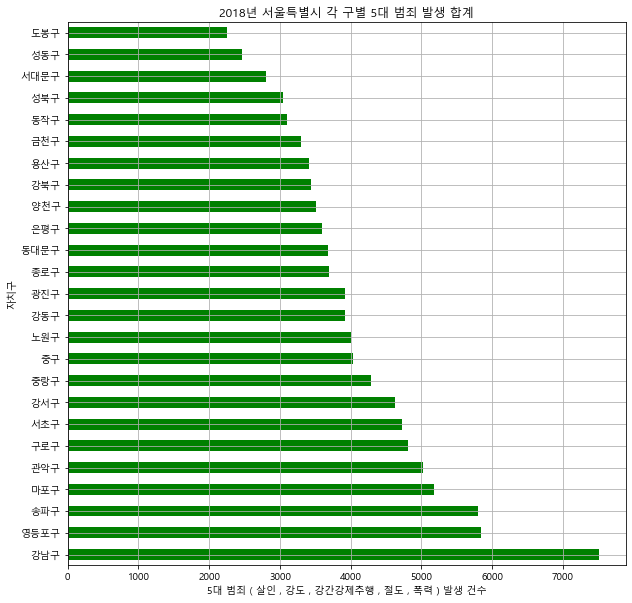 2018년 서울특별시 각 구별 5대 범죄 발생 합계
도봉구
성동구
서대문구
성북구
동작구
금천구
용산구
강북구
양천구
은평구
동대문구
종로구
광진구
강동구
노원구
중구
중랑구
강서구
서초구
구로구
관악구
마포구
송파구
영등포구
강남구
자치구
0 1000 2000 3000 4000 5000 6000 7000
5대 범죄 ( 살인 , 강도 , 강간강제추행 , 절도 , 폭력 ) 발생 건수